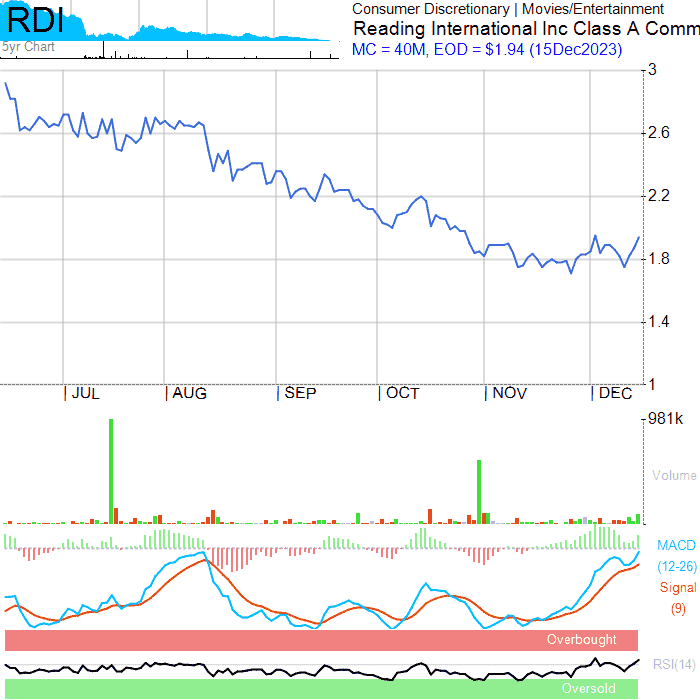 RDI
5yr Chart
Consumer Discretionary | Movies/Entertainment
Reading International Inc Class A Comm
MC = 40M, EOD = $1.94 (15Dec2023)
3
2.6
2.2
1.8
1.4
1
| JUL | AUG | SEP | OCT | NOV | DEC
981k
Volume
MACD
(12-26)
Signal
(9)
Overbought
RSI(14)
Oversold